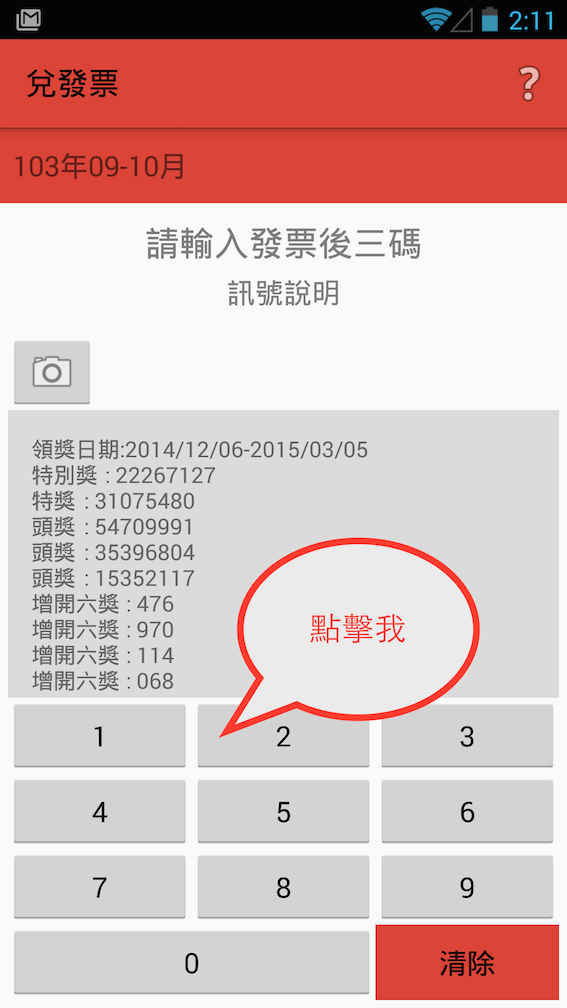 2:11
兌發票
?
103年09-10月
請輸入發票後三碼
訊號說明
領獎日期:2014/12/06-2015/03/05
特別獎 : 22267127
特獎 : 31075480
頭獎 : 54709991
頭獎 : 35396804
頭獎 : 15352117
增開六獎 : 476
增開六獎 : 970
增開六獎 : 114
增開六獎 : 068
點擊我
1
2
3
4
5
6
7
8
9
0
清除